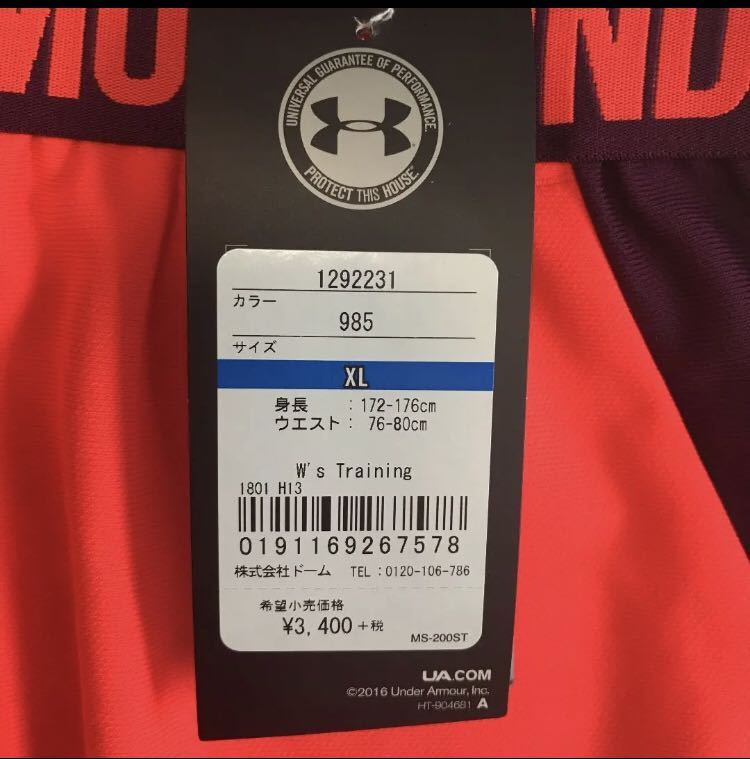 MOU
ND
UNIVERSAL GUARANTEE OF PERFORMANCE.
PROTECT THIS HOUSE.
1292231
カラー
985
サイズ
XL
身長 : 172-176cm
ウエスト : 76-80cm
W's Training
1801 H13
0191169267578
株式会社ドーム TEL : 0120-106-786
希望小売価格
¥3,400 +税
MS-200ST
UA.COM
©2016 Under Armour, Inc.
HT-904681 A